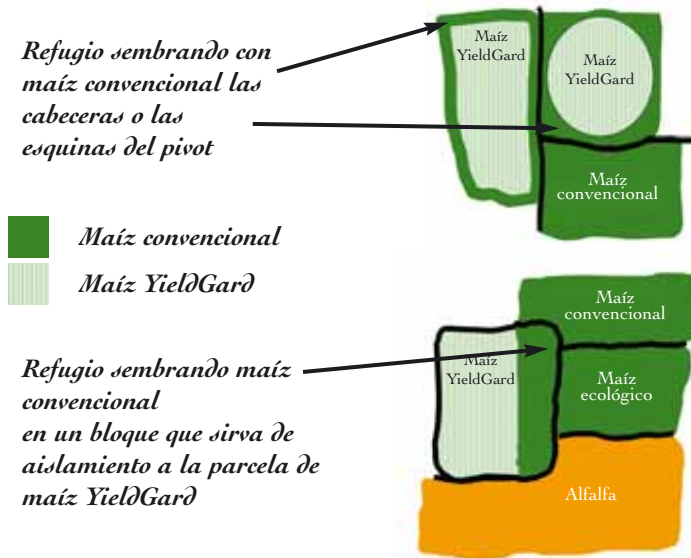 Refugio sembrando con
maíz convencional las
cabeceras o las
esquinas del pivot
Maíz
YieldGard
Maíz
YieldGard
Maíz
convencional
Maíz convencional
Maíz YieldGard
Refugio sembrando maíz
convencional
en un bloque que sirva de
aislamiento a la parcela de
maíz YieldGard
Maíz
convencional
Maíz
YieldGard
Maíz
ecológico
Alfalfa